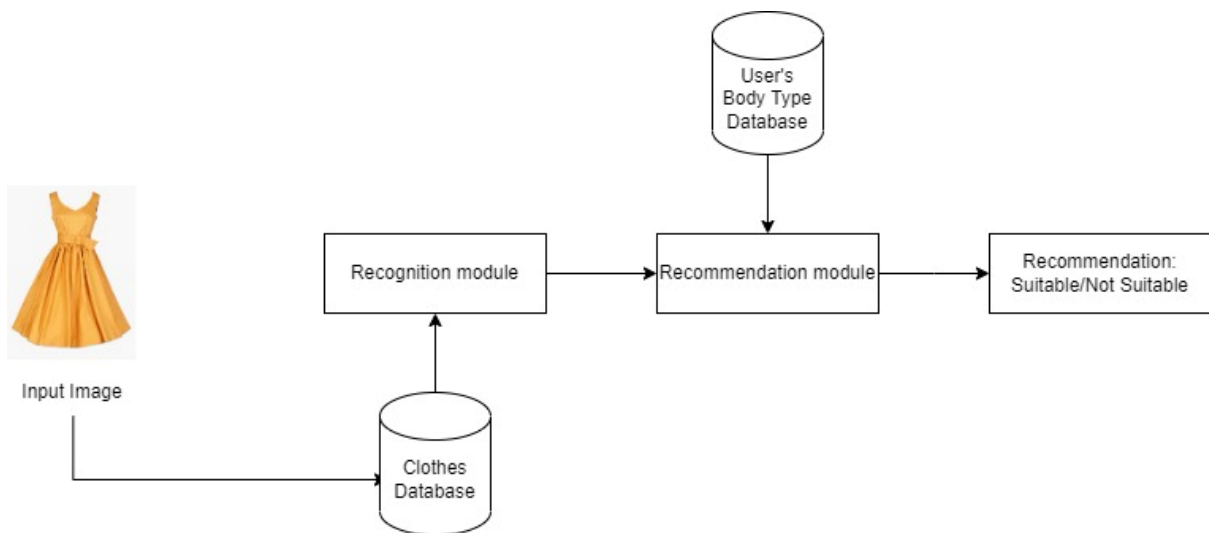 User's
Body Type
Database
Recognition module
Recommendation module
Recommendation:
Suitable/Not Suitable
Input Image
Clothes
Database